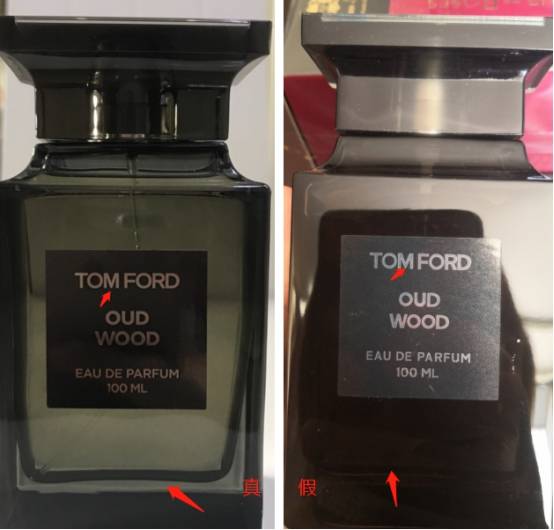 TOM FORD
OUD
WOOD
EAU DE PARFUM
100 ML
真
TOM FORD
OUD
WOOD
EAU DE PARFUM
100 ML
假